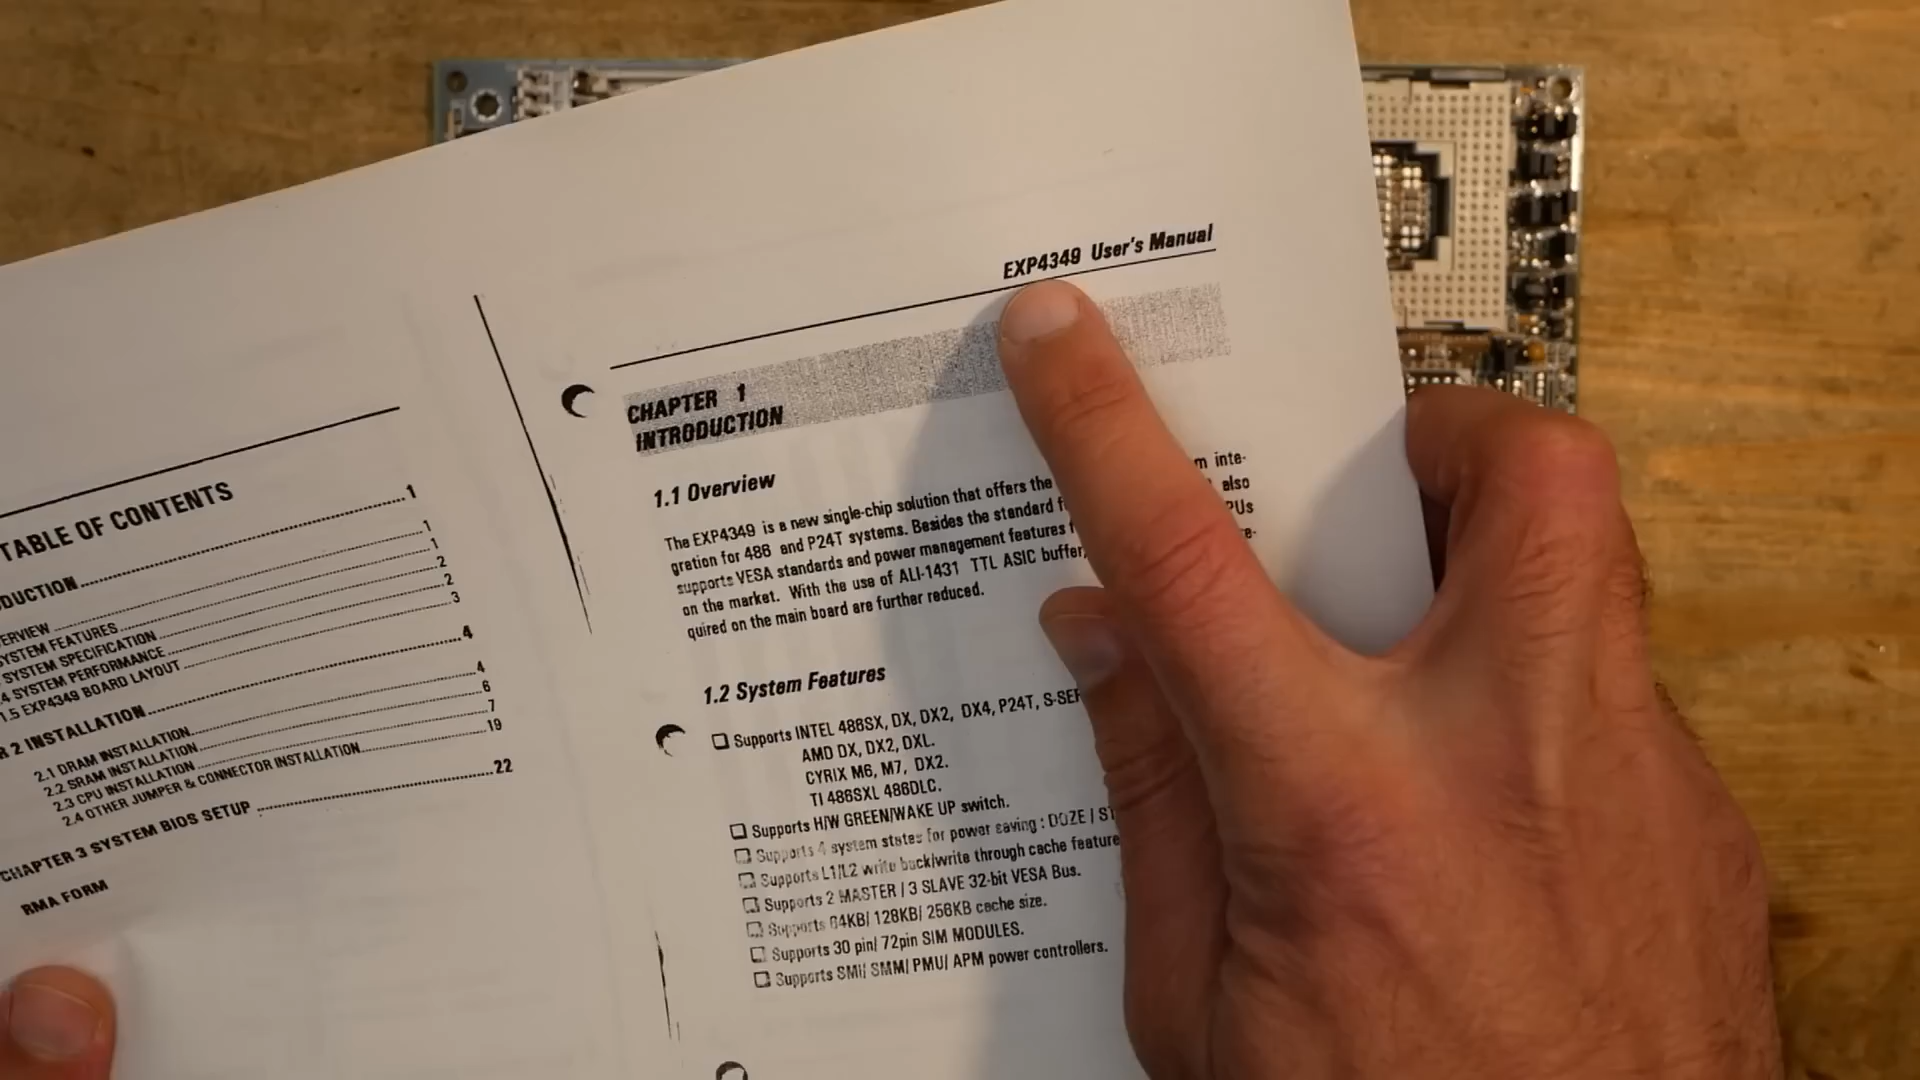 TABLE OF CONTENTS
1
1
1
SYSTEM FEATURES 2
SYSTEM SPECIFICATION 2
SYSTEM PERFORMANCE 3
1.5 EXP4349 BOARD LAYOUT
2 INSTALLATION 4
2.1 DRAM INSTALLATION 4
2.2 SRAM INSTALLATION 6
2.3 CPU INSTALLATION 7
2.4 OTHER JUMPER & CONNECTOR INSTALLATION 19
CHAPTER 3 SYSTEM BIOS SETUP 22
RMA FORM
EXP4349 User's Manual
CHAPTER 1
INTRODUCTION
1.1 Overview
The EXP4349 is a new single-chip solution that offers the inte-
gration for 486 and P24T systems. Besides the standard also
supports VESA standards and power management features
on the market. With the use of ALI-1431 TTL ASIC buffer,
quired on the main board are further reduced.
1.2 System Features
❏ Supports INTEL 486SX, DX, DX2, DX4, P24T,
AMD DX, DX2, DXL.
CYRIX M6, M7, DX2.
TI 486SXL 486DLC.
❏ Supports H/W GREEN/WAKE UP switch.
❏ Supports 4 system states for power saving : DOZE /
❏ Supports L1/L2 write back/write through cache
❏ Supports 2 MASTER / 3 SLAVE 32-bit VESA Bus.
❏ Supports 64KB/ 128KB/ 256KB cache size.
❏ Supports 30 pin/ 72pin SIM MODULES.
❏ Supports SMI/ SMM/ PMU/ APM power controllers.